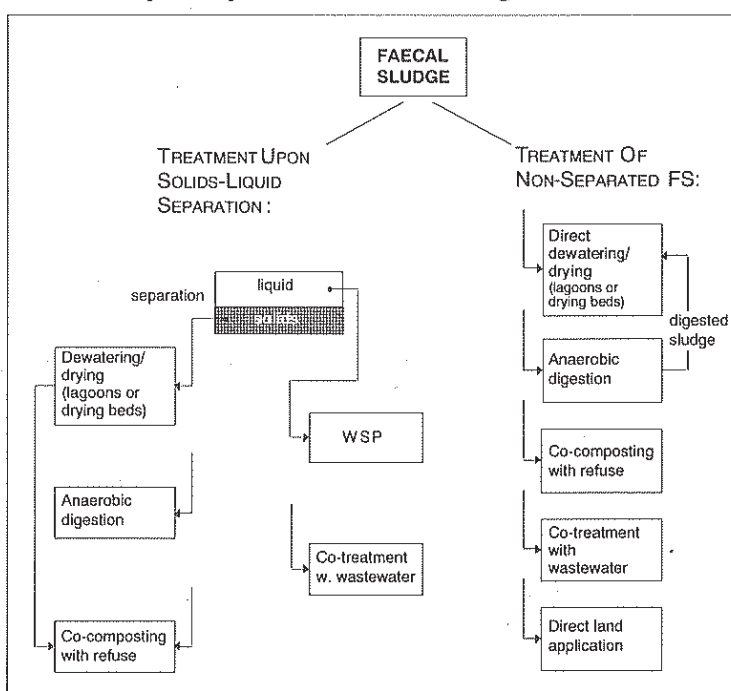 FAECAL
SLUDGE
TREATMENT UPON
SOLIDS-LIQUID
SEPARATION :
TREATMENT OF
NON-SEPARATED FS:
separation
liquid
Dewatering/
drying
(lagoons or
drying beds)
WSP
Anaerobic
digestion
Co-treatment
w. wastewater
Co-composting
with refuse
Direct
dewatering/
drying
(lagoons or
drying beds)
digested
sludge
Anaerobic
digestion
Co-composting
with refuse
Co-treatment
with
wastewater
Direct land
application